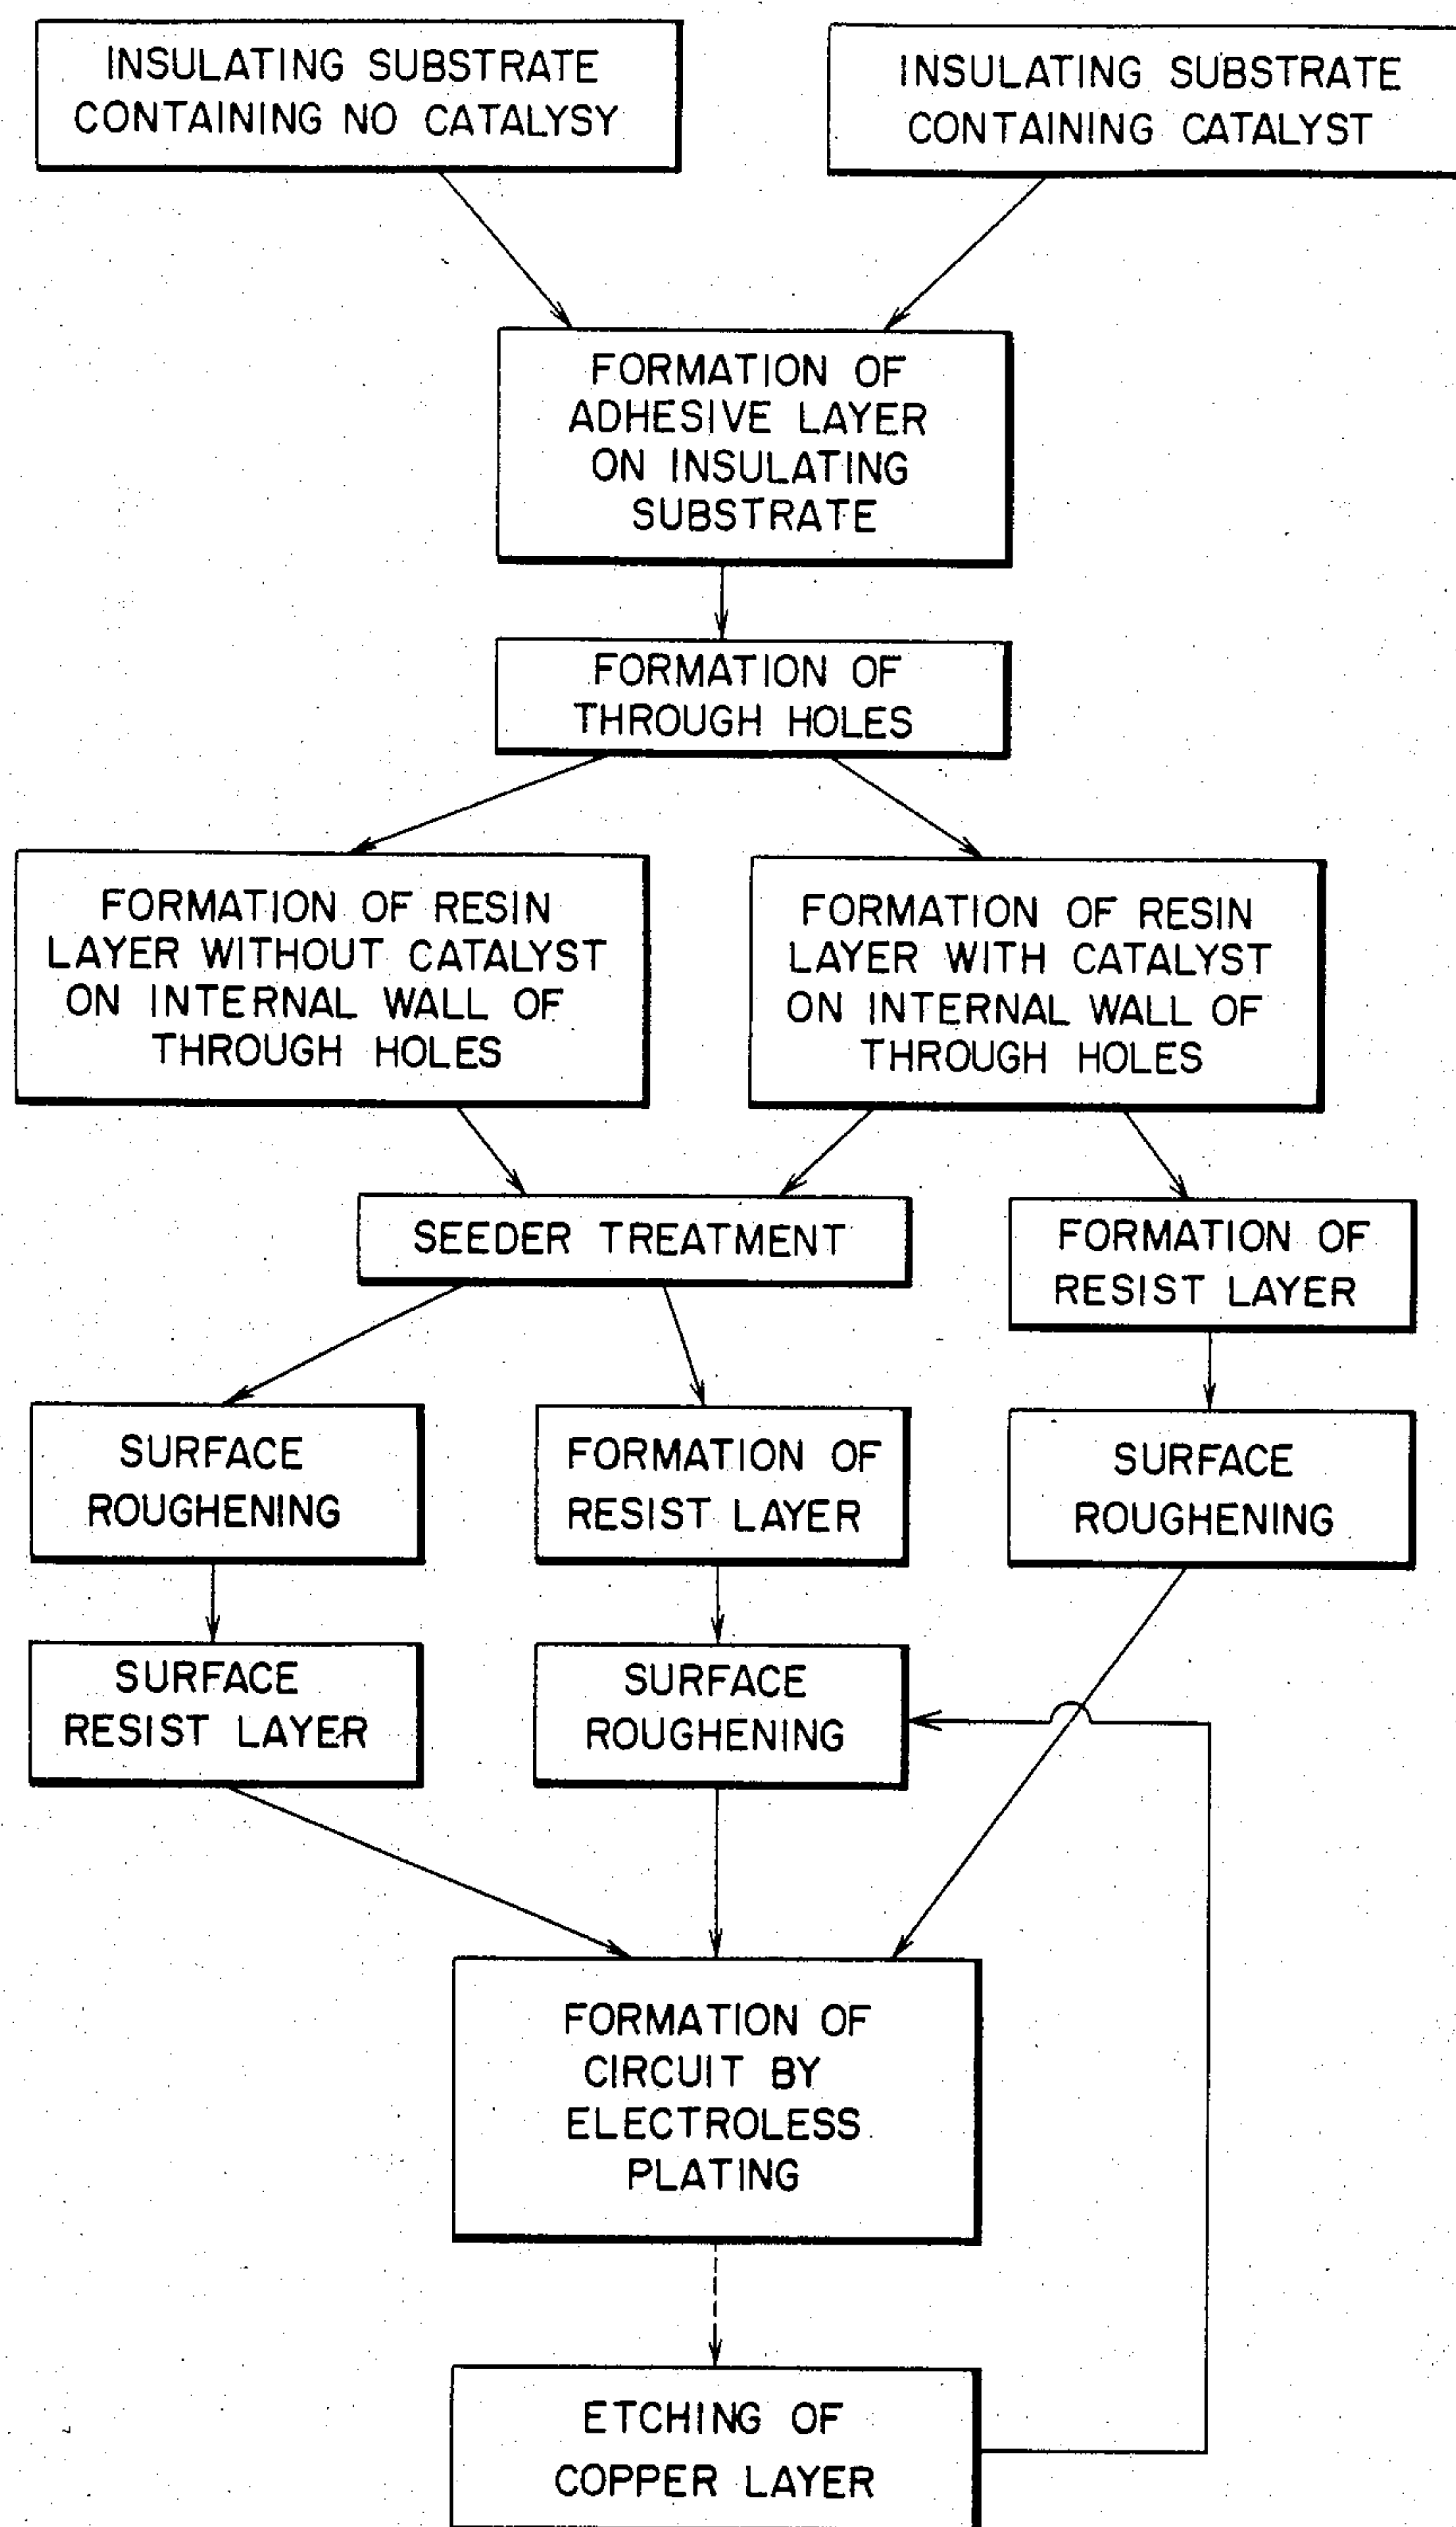 INSULATING SUBSTRATE
CONTAINING NO CATALYSY
INSULATING SUBSTRATE
CONTAINING CATALYST
FORMATION OF
ADHESIVE LAYER
ON INSULATING
SUBSTRATE
FORMATION OF
THROUGH HOLES
FORMATION OF RESIN
LAYER WITHOUT CATALYST
ON INTERNAL WALL OF
THROUGH HOLES
FORMATION OF RESIN
LAYER WITH CATALYST
ON INTERNAL WALL OF
THROUGH HOLES
SEEDER TREATMENT
FORMATION OF
RESIST LAYER
SURFACE
ROUGHENING
FORMATION OF
RESIST LAYER
SURFACE
ROUGHENING
SURFACE
RESIST LAYER
SURFACE
ROUGHENING
FORMATION OF
CIRCUIT BY
ELECTROLESS
PLATING
ETCHING OF
COPPER LAYER